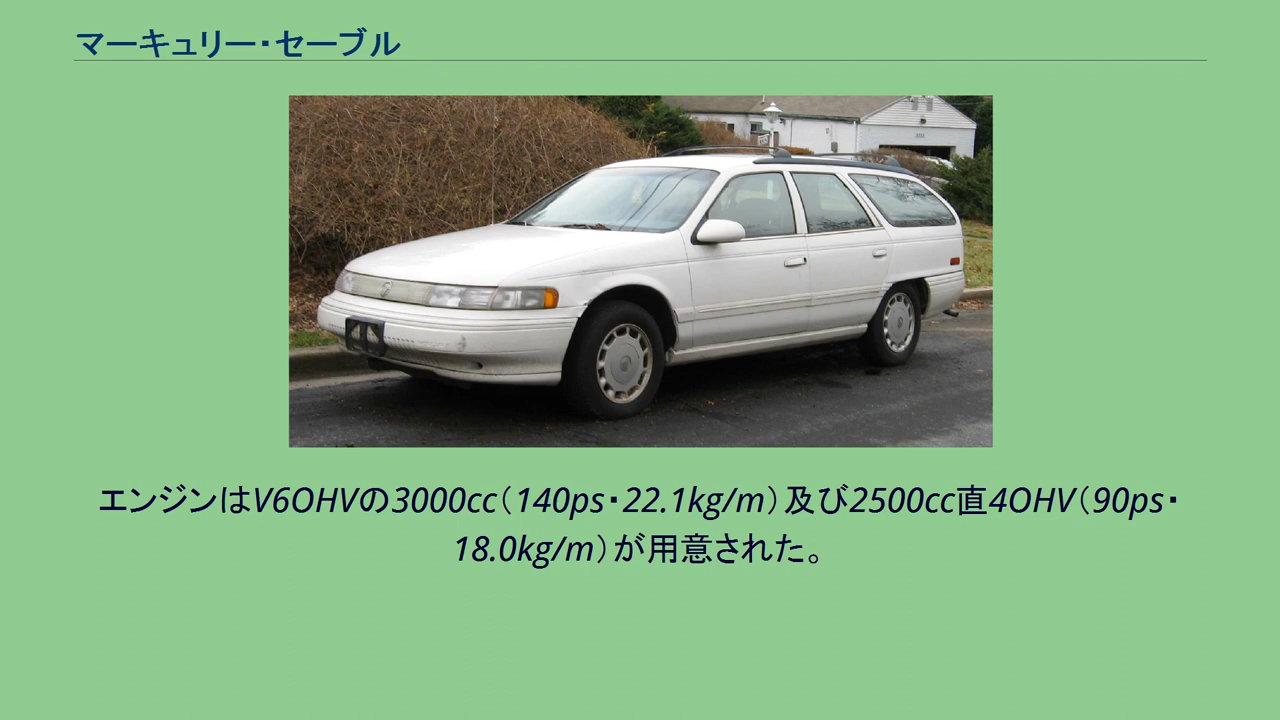 マーキュリー・セーブル
エンジンはV6OHVの3000cc（140ps・22.1kg/m）及び2500cc直4OHV（90ps・
18.0kg/m）が用意された。